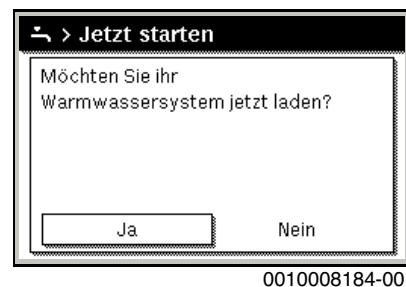 > Jetzt starten
Möchten Sie ihr
Warmwassersystem jetzt laden?
Ja
Nein
0010008184-00